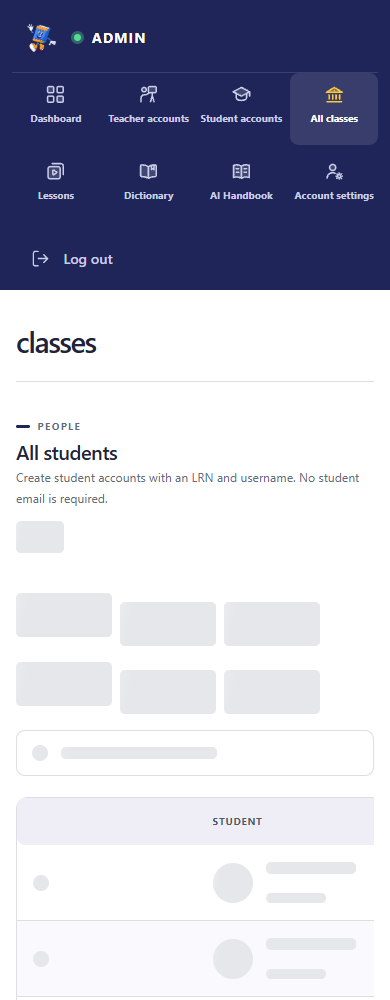 ADMIN
Dashboard
Teacher accounts
Student accounts
All classes
Lessons
Dictionary
AI Handbook
Account settings
Log out
classes
PEOPLE
All students
Create student accounts with an LRN and username. No student
email is required.
STUDENT